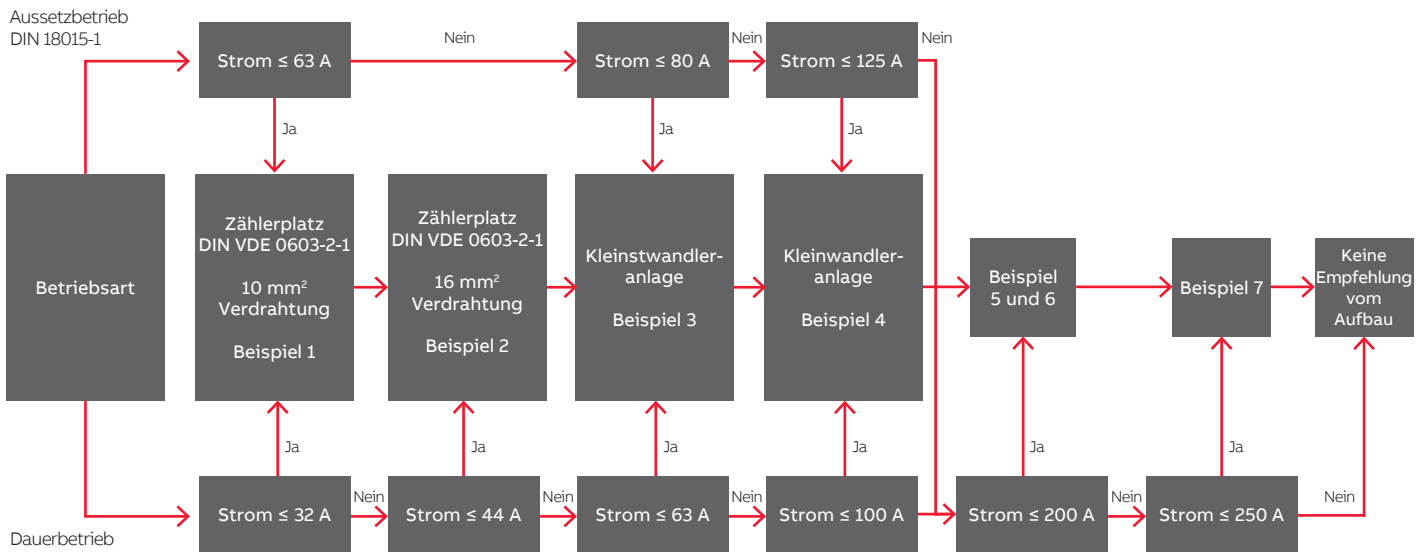 Aussetzbetrieb
DIN 18015-1
Strom ≤ 63 A
Nein
Strom ≤ 80 A
Nein
Strom ≤ 125 A
Nein
Ja
Ja
Ja
Betriebsart
Zählerplatz
DIN VDE 0603-2-1
10 mm²
Verdrahtung
Beispiel 1
Zählerplatz
DIN VDE 0603-2-1
16 mm²
Verdrahtung
Beispiel 2
Kleinstwandler-
anlage
Beispiel 3
Kleinwandler-
anlage
Beispiel 4
Beispiel
5 und 6
Beispiel 7
Keine
Empfehlung
vom
Aufbau
Ja
Ja
Ja
Ja
Ja
Ja
Dauerbetrieb
Strom ≤ 32 A
Nein
Strom ≤ 44 A
Nein
Strom ≤ 63 A
Nein
Strom ≤ 100 A
Strom ≤ 200 A
Nein
Strom ≤ 250 A
Nein